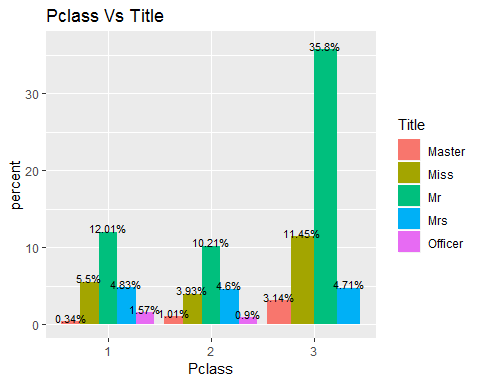 Pclass Vs Title
35.8%
30
20
10
0
percent
12.01%
10.21%
11.45%
5.5%
4.83%
3.93%
4.6%
4.71%
0.34%
1.57%
1.01%
0.9%
3.14%
1 2 3
Pclass
Title
Master
Miss
Mr
Mrs
Officer